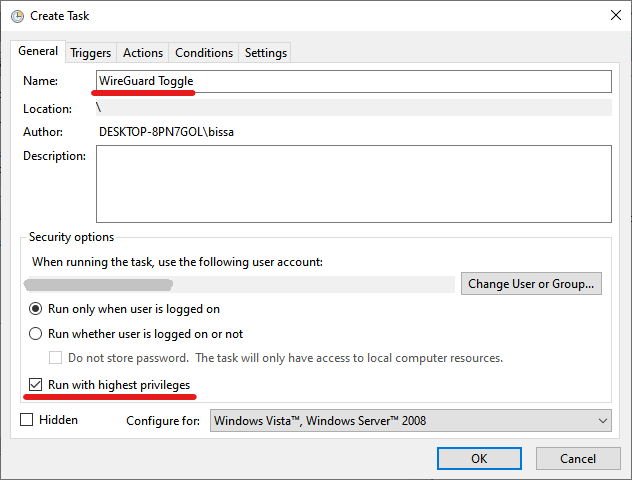 Create Task
General Triggers Actions Conditions Settings
Name: WireGuard Toggle
Location: \
Author: DESKTOP-8PN7GOL\bissa
Description:
Security options
When running the task, use the following user account:
Change User or Group...
Run only when user is logged on
Run whether user is logged on or not
Do not store password. The task will only have access to local computer resources.
Run with highest privileges
Hidden Configure for: Windows Vista™, Windows Server™ 2008
OK Cancel